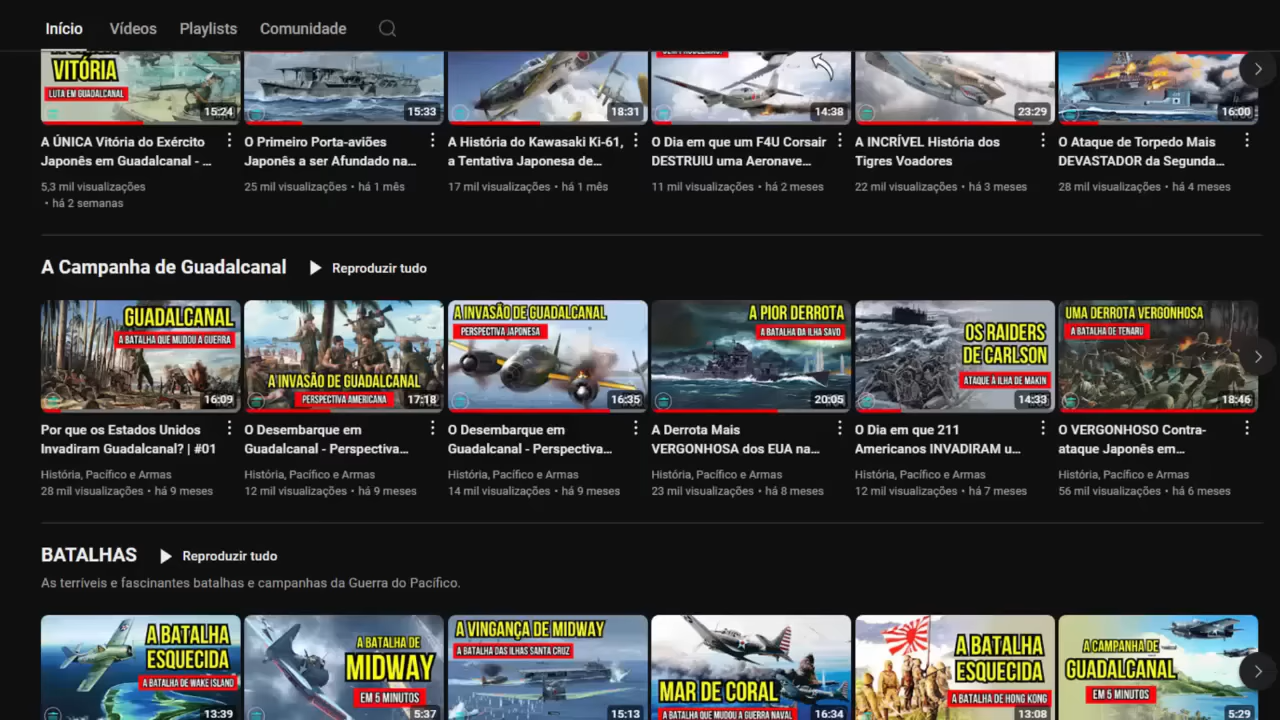 Início Vídeos Playlists Comunidade
VITÓRIA
LUTA EM GUADALCANAL
15:24
15:33
18:31
14:38
23:29
16:00
A ÚNICA Vitória do Exército
Japonês em Guadalcanal - ...
5,3 mil visualizações
• há 2 semanas
O Primeiro Porta-aviões
Japonês a ser Afundado na...
25 mil visualizações • há 1 mês
A História do Kawasaki Ki-61,
a Tentativa Japonesa de...
17 mil visualizações • há 1 mês
O Dia em que um F4U Corsair
DESTRUIU uma Aeronave...
11 mil visualizações • há 2 meses
A INCRÍVEL História dos
Tigres Voadores
22 mil visualizações • há 3 meses
O Ataque de Torpedo Mais
DEVASTADOR da Segunda...
28 mil visualizações • há 4 meses
A Campanha de Guadalcanal Reproduzir tudo
GUADALCANAL
A BATALHA QUE MUDOU A GUERRA
16:09
A INVASÃO DE GUADALCANAL
PERSPECTIVA AMERICANA
17:18
A INVASÃO DE GUADALCANAL
PERSPECTIVA JAPONESA
16:35
A PIOR DERROTA
A BATALHA DA ILHA SAVO
20:05
OS RAIDERS
DE CARLSON
ATAQUE À ILHA DE MAKIN
14:33
UMA DERROTA VERGONHOSA
A BATALHA DE TENARU
18:46
Por que os Estados Unidos
Invadiram Guadalcanal? | #01
História, Pacífico e Armas
28 mil visualizações • há 9 meses
O Desembarque em
Guadalcanal - Perspectiva...
História, Pacífico e Armas
12 mil visualizações • há 9 meses
O Desembarque em
Guadalcanal - Perspectiva...
História, Pacífico e Armas
14 mil visualizações • há 9 meses
A Derrota Mais
VERGONHOSA dos EUA na...
História, Pacífico e Armas
23 mil visualizações • há 8 meses
O Dia em que 211
Americanos INVADIRAM u...
História, Pacífico e Armas
12 mil visualizações • há 7 meses
O VERGONHOSO Contra-
ataque Japonês em...
História, Pacífico e Armas
56 mil visualizações • há 6 meses
BATALHAS Reproduzir tudo
As terríveis e fascinantes batalhas e campanhas da Guerra do Pacífico.
A BATALHA
ESQUECIDA
A BATALHA DE WAKE ISLAND
13:39
A BATALHA DE
MIDWAY
EM 5 MINUTOS
5:37
A VINGANÇA DE MIDWAY
A BATALHA DAS ILHAS SANTA CRUZ
15:13
MAR DE CORAL
A BATALHA QUE MUDOU A GUERRA NAVAL
16:34
A BATALHA
ESQUECIDA
A BATALHA DE HONG KONG
13:08
A CAMPANHA DE
GUADALCANAL
EM 5 MINUTOS
5:29